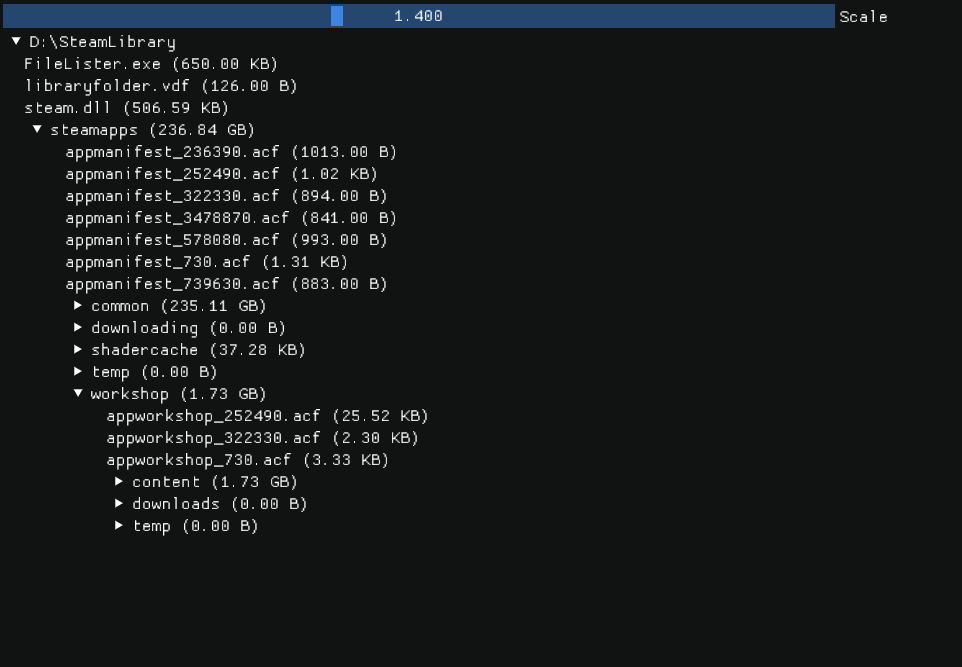 1.400 Scale
D:\SteamLibrary
FileLister.exe (650.00 KB)
libraryfolder.vdf (126.00 B)
steam.dll (506.59 KB)
steamapps (236.84 GB)
appmanifest_236390.acf (1013.00 B)
appmanifest_252490.acf (1.02 KB)
appmanifest_322330.acf (894.00 B)
appmanifest_3478870.acf (841.00 B)
appmanifest_578080.acf (993.00 B)
appmanifest_730.acf (1.31 KB)
appmanifest_739630.acf (883.00 B)
common (235.11 GB)
downloading (0.00 B)
shadercache (37.28 KB)
temp (0.00 B)
workshop (1.73 GB)
appworkshop_252490.acf (25.52 KB)
appworkshop_322330.acf (2.30 KB)
appworkshop_730.acf (3.33 KB)
content (1.73 GB)
downloads (0.00 B)
temp (0.00 B)